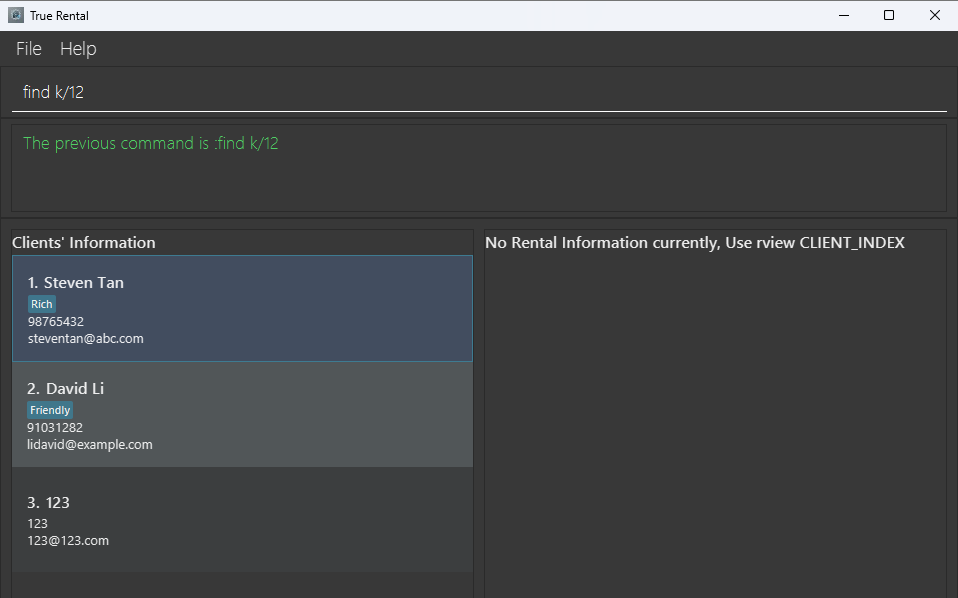 True Rental
File Help
find k/12
The previous command is :find k/12
Clients' Information
1. Steven Tan
Rich
98765432
steventan@abc.com
2. David Li
Friendly
91031282
lidavid@example.com
3. 123
123
123@123.com
No Rental Information currently, Use rview CLIENT_INDEX